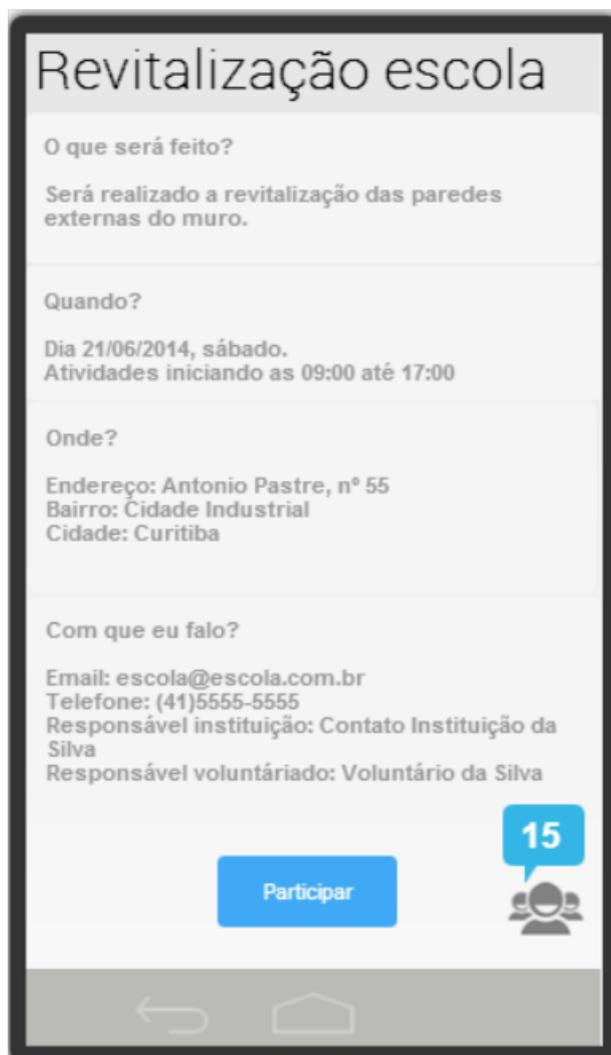 Revitalização escola
O que será feito?
Será realizado a revitalização das paredes
externas do muro.
Quando?
Dia 21/06/2014, sábado.
Atividades iniciando as 09:00 até 17:00
Onde?
Endereço: Antonio Pastre, nº 55
Bairro: Cidade Industrial
Cidade: Curitiba
Com que eu falo?
Email: escola@escola.com.br
Telefone: (41)5555-5555
Responsável instituição: Contato Instituição da
Silva
Responsável voluntáriado: Voluntário da Silva
15
Participar